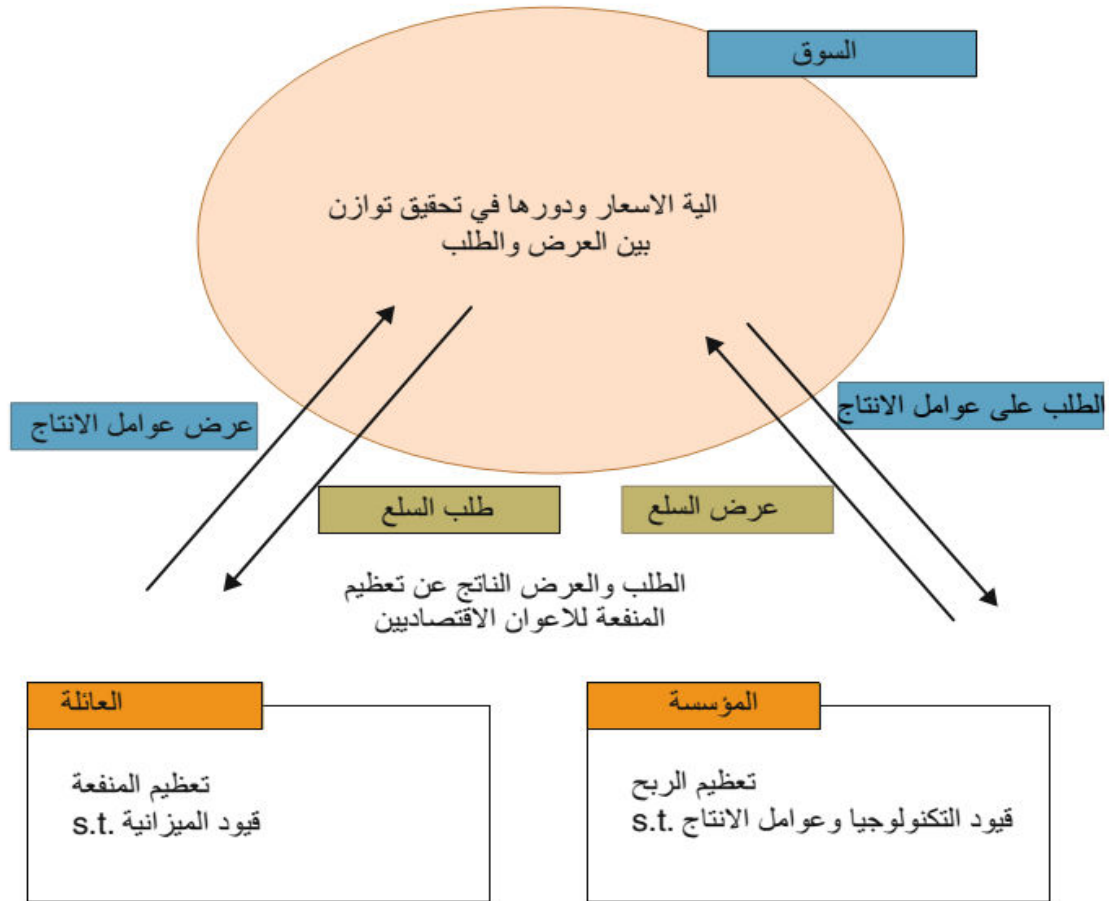 السوق
الية الاسعار ودورها في تحقيق توازن
بين العرض والطلب
الطلب على عوامل الانتاج
عرض عوامل الانتاج
عرض السلع
طلب السلع
الطلب والعرض الناتج عن تعظيم
المنفعة للاعوان الاقتصاديين
المؤسسة
تعظيم الربح
قيود التكنولوجيا وعوامل الانتاج s.t.
العائلة
تعظيم المنفعة
قيود الميزانية s.t.